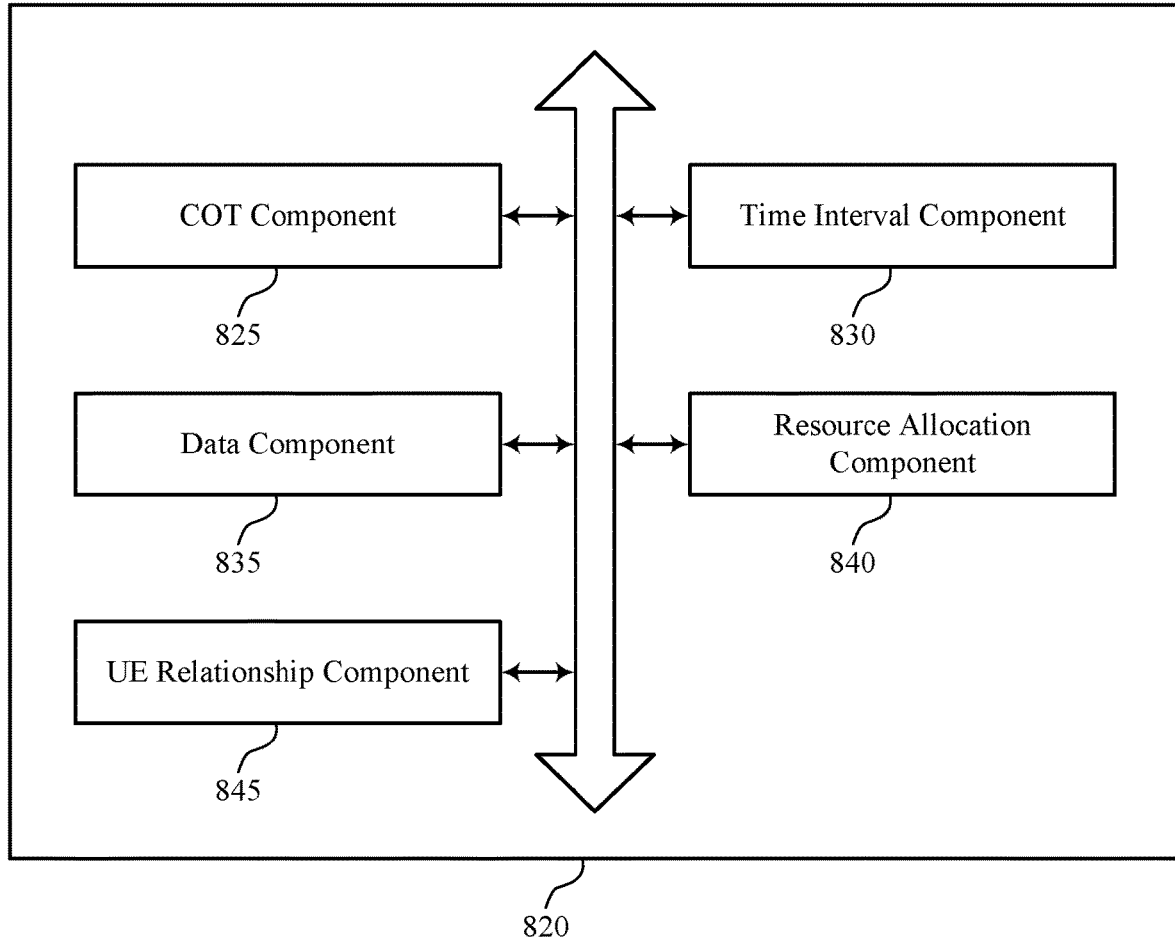 COT Component
825
Time Interval Component
830
Data Component
835
Resource Allocation
Component
840
UE Relationship Component
845
820